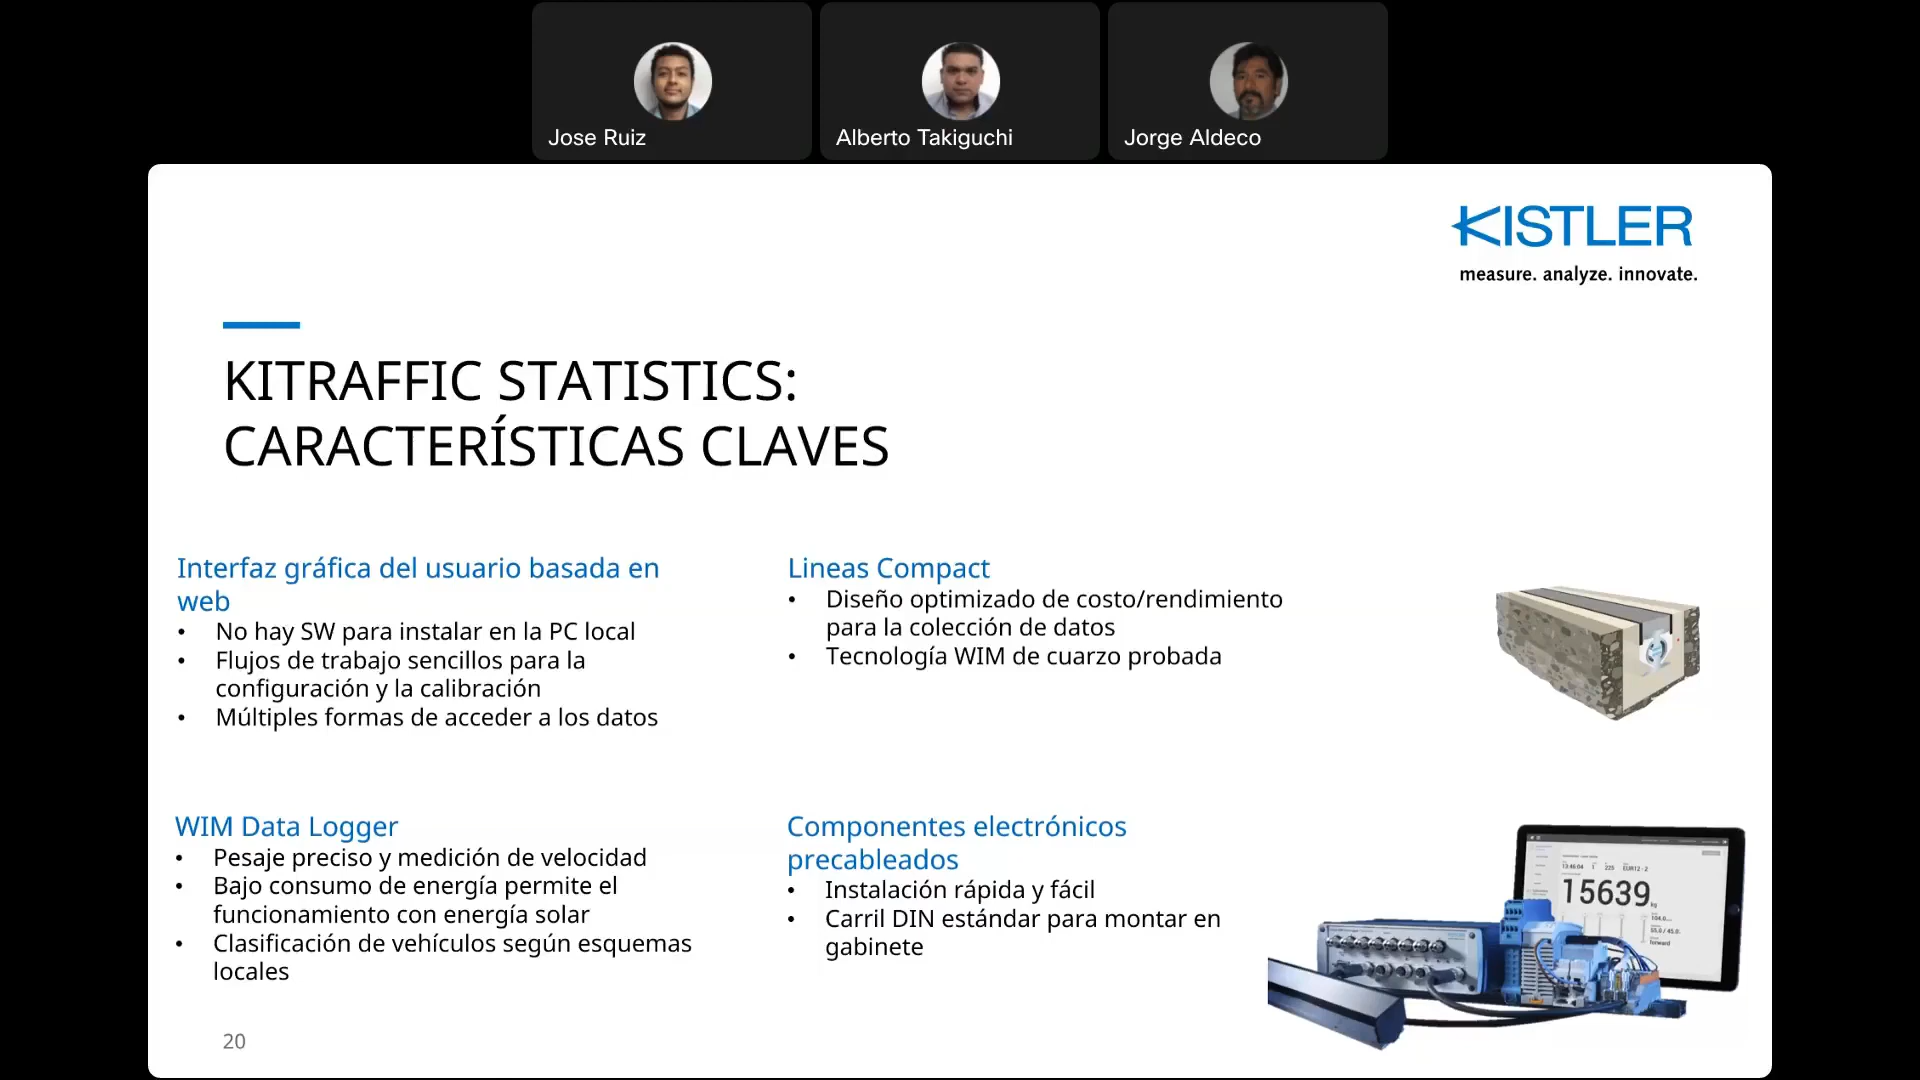 Jose Ruiz
Alberto Takiguchi
Jorge Aldeco
KISTLER
measure. analyze. innovate.
KITRAFFIC STATISTICS:
CARACTERÍSTICAS CLAVES
Interfaz gráfica del usuario basada en
web
• No hay SW para instalar en la PC local
• Flujos de trabajo sencillos para la
configuración y la calibración
• Múltiples formas de acceder a los datos
Lineas Compact
• Diseño optimizado de costo/rendimiento
para la colección de datos
• Tecnología WIM de cuarzo probada
WIM Data Logger
• Pesaje preciso y medición de velocidad
• Bajo consumo de energía permite el
funcionamiento con energía solar
• Clasificación de vehículos según esquemas
locales
Componentes electrónicos
precableados
• Instalación rápida y fácil
• Carril DIN estándar para montar en
gabinete
15639 kg
forward
20